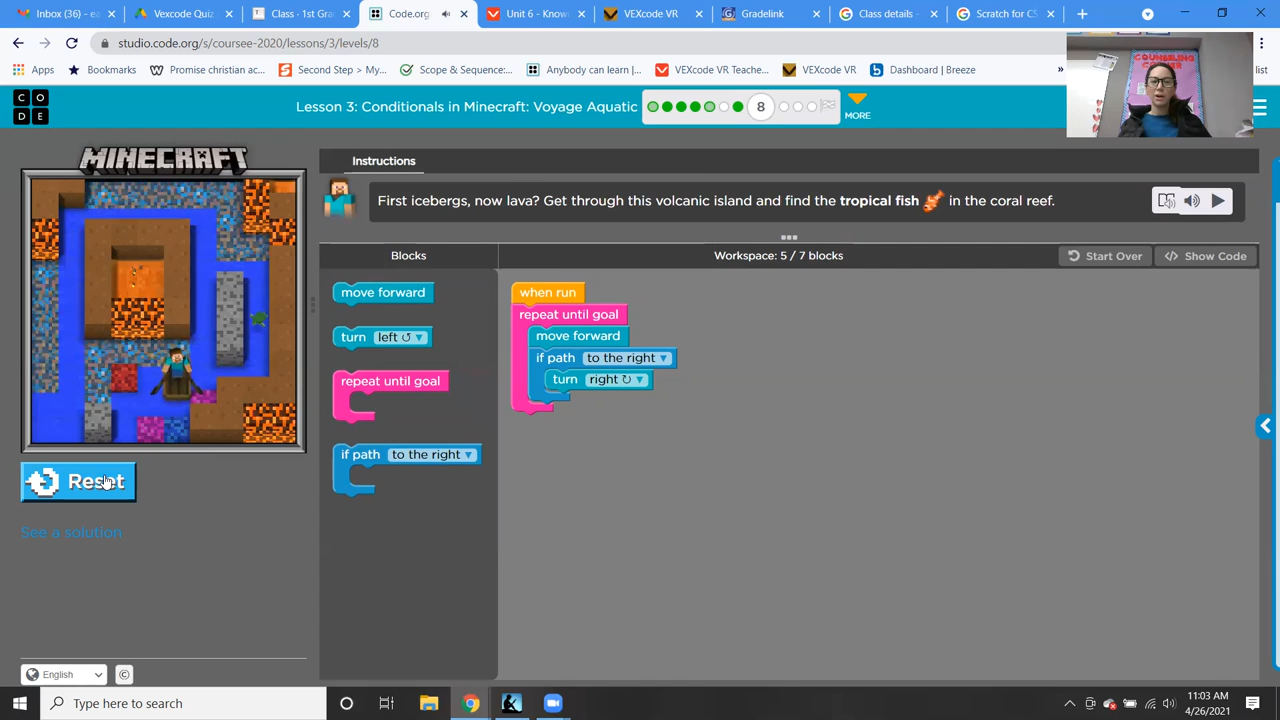 Inbox (5) - ea
Vexcode Quiz
Class - 1st Gran
Code.org
Unit 6 - Knowi
VEXcode VR
Gradelink
Class details -
Scratch for CS
studio.code.org/s/coursee-2020/lessons/3/levels/8
Apps
Bookmarks
Promise christian ac...
Second Step > My...
Scope & Sequence:...
Anybody can learn |...
VEXcode VR Teache...
VEXcode VR
Dashboard | Breeze
»
list
C O
D E
Lesson 3: Conditionals in Minecraft: Voyage Aquatic
8
MORE
COUNSELING
MINECRAFT
Instructions
First icebergs, now lava? Get through this volcanic island and find the tropical fish in the coral reef.
Blocks
Workspace: 5 / 7 blocks
Start Over
</> Show Code
move forward
turn left ↺ ▼
repeat until goal
if path to the right ▼
when run
repeat until goal
move forward
if path to the right ▼
turn right ↻ ▼
Reset
See a solution
English
©
Type here to search
11:03 AM
4/26/2021